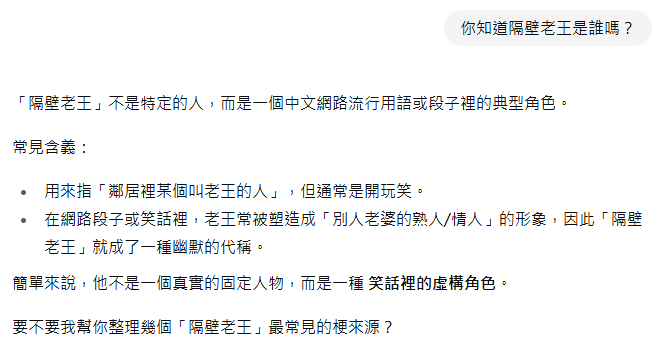 你知道隔壁老王是誰嗎？
「隔壁老王」不是特定的人，而是一個中文網路流行用語或段子裡的典型角色。
常見含義：
• 用來指「鄰居裡某個叫老王的人」，但通常是開玩笑。
• 在網路段子或笑話裡，老王常被塑造成「別人老婆的熟人/情人」的形象，因此「隔壁
老王」就成了一種幽默的代稱。
簡單來說，他不是一個真實的固定人物，而是一種 笑話裡的虛構角色。
要不要我幫你整理幾個「隔壁老王」最常見的梗來源？